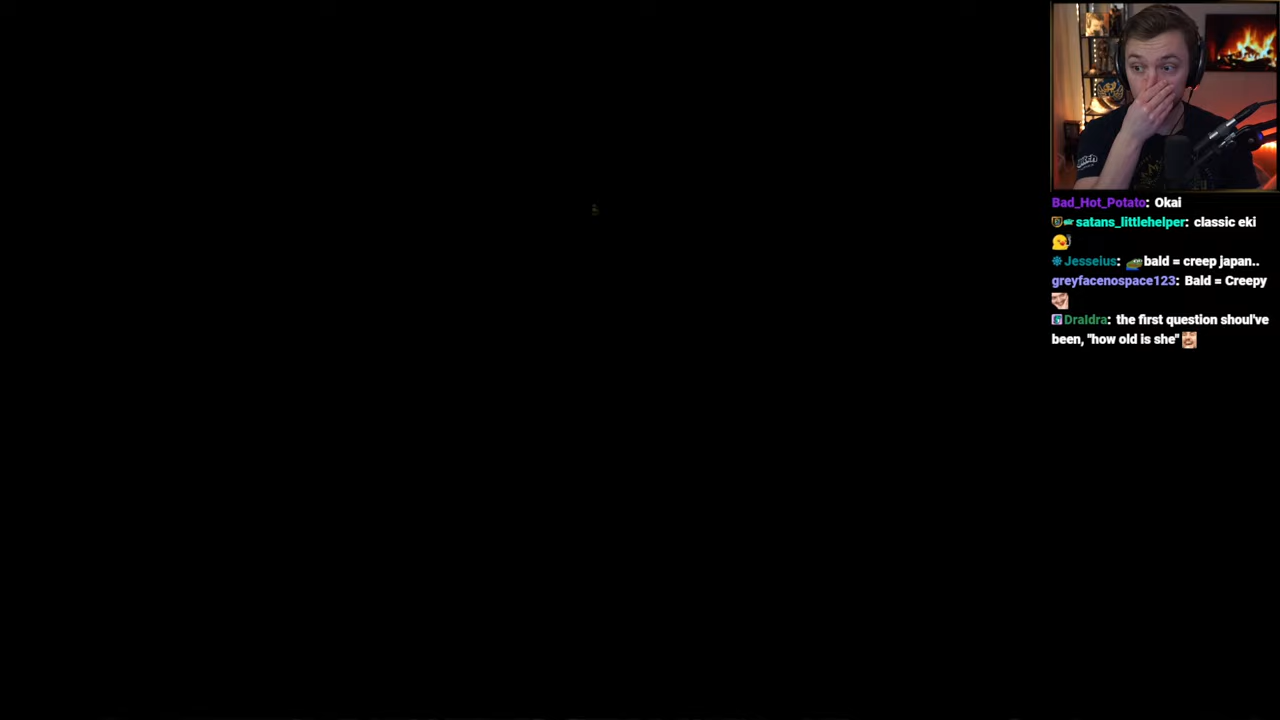 twitch
Bad_Hot_Potato: Okai
satans_littlehelper: classic eki
Jesseius: bald = creep japan..
greyfacenospace123: Bald = Creepy
Draldra: the first question shoul've
been, "how old is she"